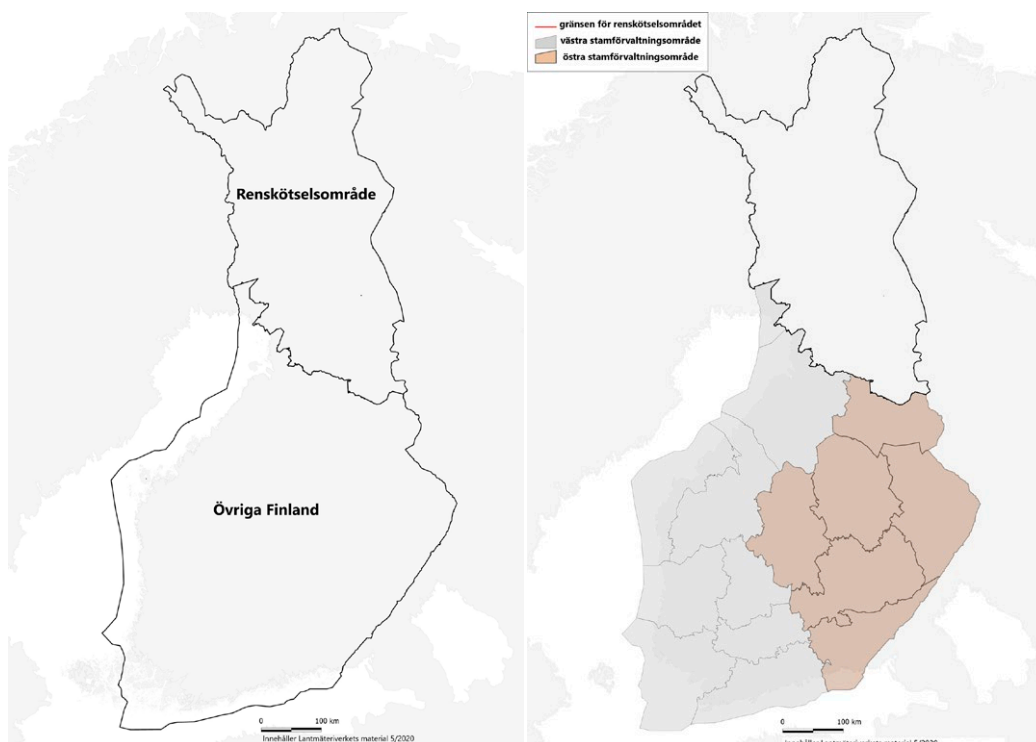 Renskötselsområde
Övriga Finland
0 100 km
Innehåller Lantmäteriverkets material 5/2020
gränsen för renskötselområdet
västra stamförvaltningsområde
östra stamförvaltningsområde
0 100 km